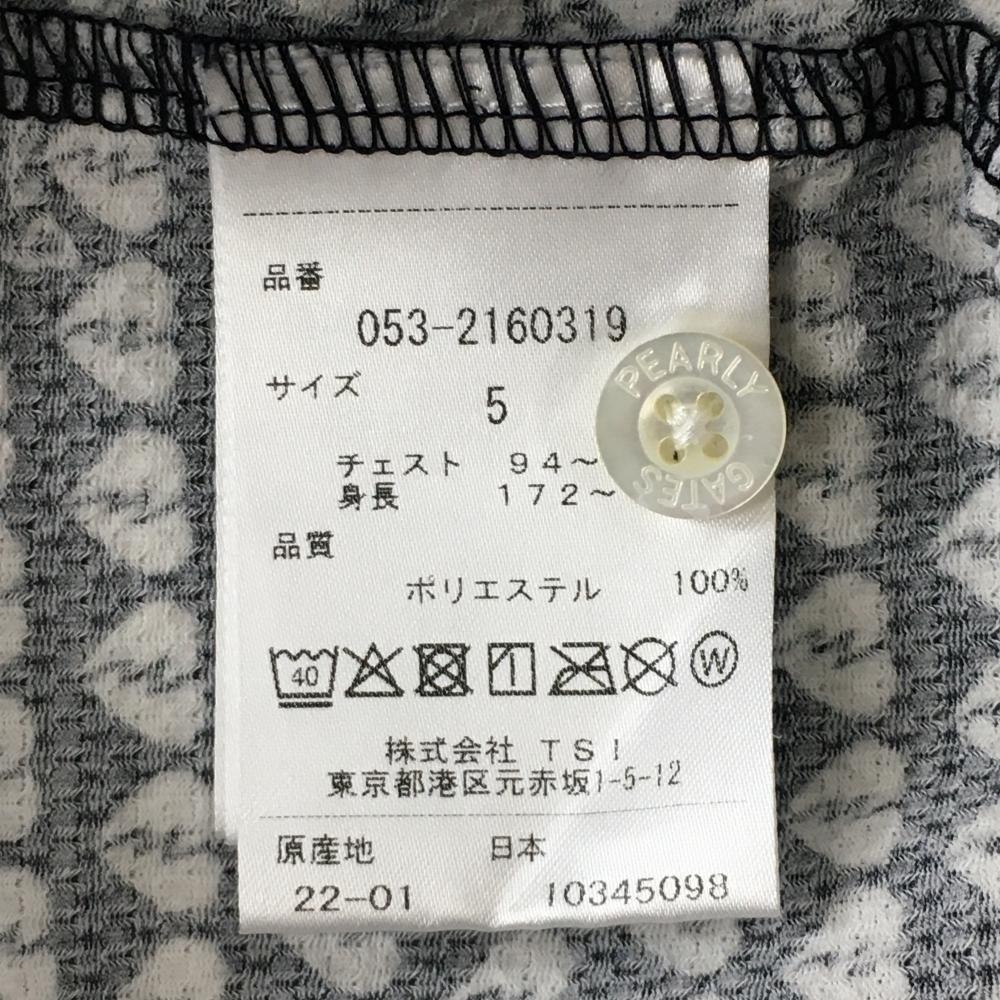 品番
053-2160319
サイズ
5
チェスト 94~
身長 172~
PEARLY
GATES
品質
ポリエステル 100%
40
W
株式会社 TSI
東京都港区元赤坂1-5-12
原産地 日本
22-01 10345098